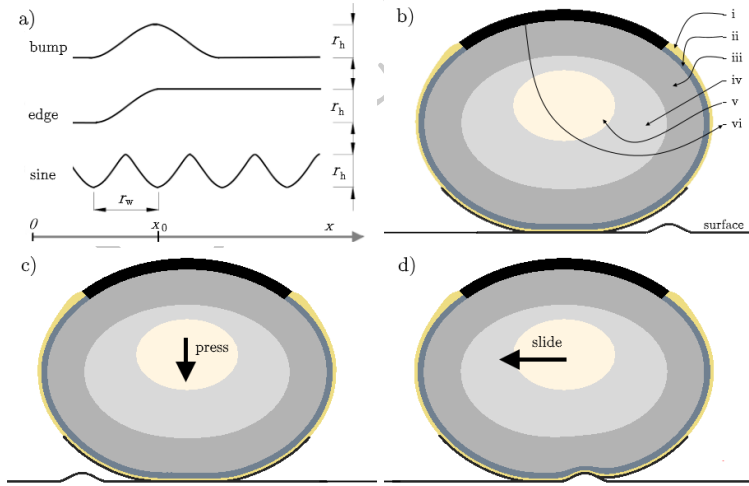 a)
bump
r_h
edge
r_h
sine
r_h
r_w
0
x_0
x
b)
i
ii
iii
iv
v
vi
surface
c)
press
d)
slide